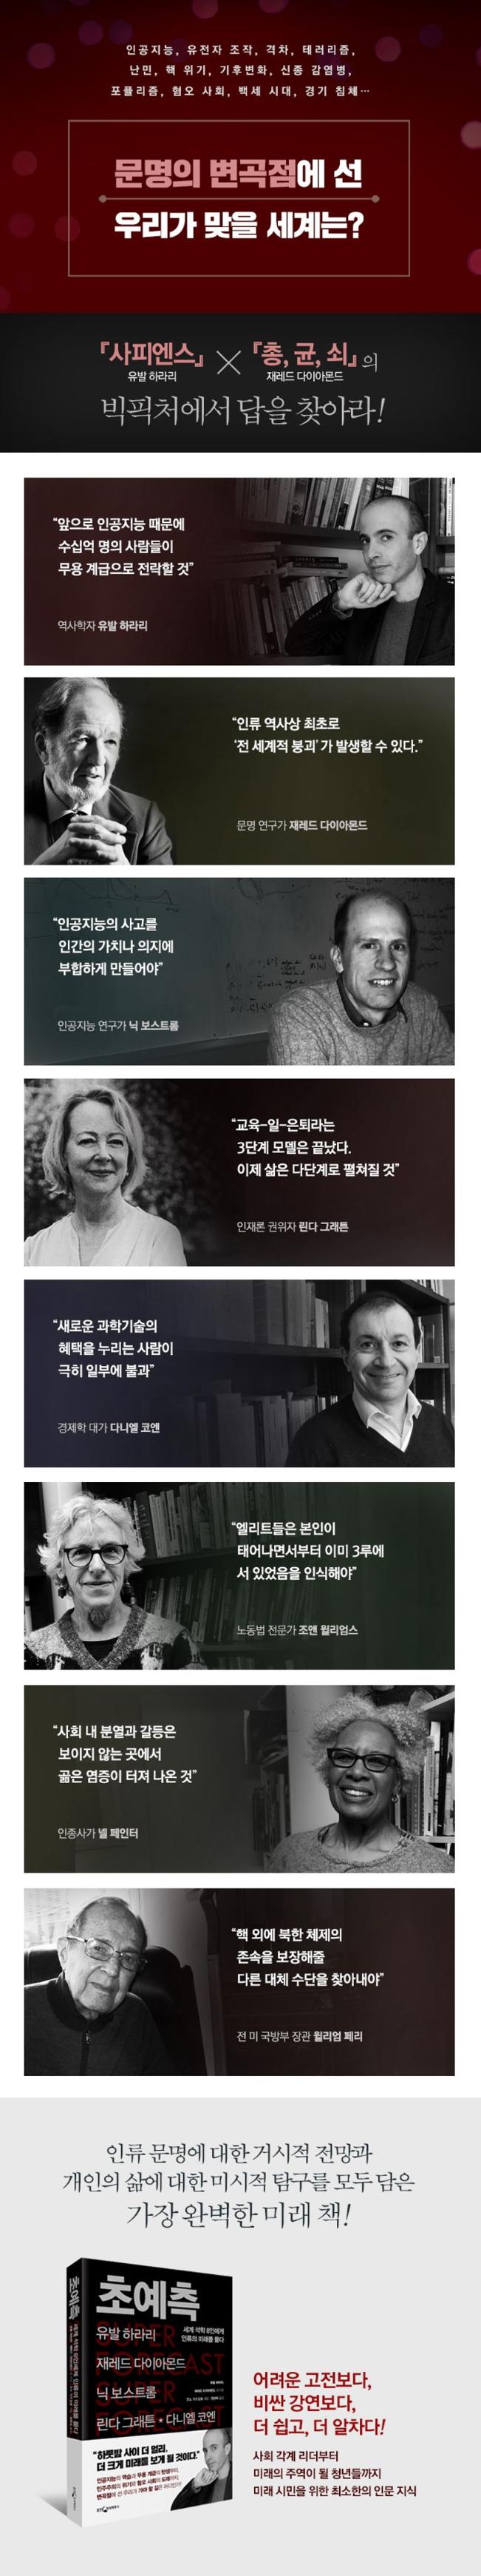 인공지능, 유전자 조작, 격차, 테러리즘,
난민, 핵 위기, 기후변화, 신종 감염병,
포퓰리즘, 혐오 사회, 백세 시대, 경기 침체…
문명의 변곡점에 선
우리가 맞을 세계는?
『사피엔스』 × 『총, 균, 쇠』의
유발 하라리 재레드 다이아몬드
빅픽처에서 답을 찾아라!
“앞으로 인공지능 때문에
수십억 명의 사람들이
무용 계급으로 전락할 것”
역사학자 유발 하라리
“인류 역사상 최초로
‘전 세계적 붕괴’가 발생할 수 있다.”
문명 연구가 재레드 다이아몬드
“인공지능의 사고를
인간의 가치나 의지에
부합하게 만들어야”
인공지능 연구가 닉 보스트롬
“교육-일-은퇴라는
3단계 모델은 끝났다.
이제 삶은 다단계로 펼쳐질 것”
인재론 권위자 린다 그래튼
“새로운 과학기술의
혜택을 누리는 사람이
극히 일부에 불과”
경제학 대가 다니엘 코엔
“엘리트들은 본인이
태어나면서부터 이미 3루에
서 있었음을 인식해야”
노동법 전문가 조앤 윌리엄스
“사회 내 분열과 갈등은
보이지 않는 곳에서
곪은 염증이 터져 나온 것”
인종사가 넬 페인터
“핵 외에 북한 체제의
존속을 보장해줄
다른 대체 수단을 찾아내야”
전 미 국방부 장관 윌리엄 페리
인류 문명에 대한 거시적 전망과
개인의 삶에 대한 미시적 탐구를 모두 담은
가장 완벽한 미래 책!
초예측
초예측
SUPER
FORECAST
SUPER
유발 하라리
세계 석학 8인에게
인류의 미래를 묻다
재레드 다이아몬드
닉 보스트롬
린다 그래튼 • 다니엘 코엔
“하룻밤 사이 더 멀리,
더 크게 미래를 보게 될 것이다.”
어려운 고전보다,
비싼 강연보다,
더 쉽고, 더 알차다!
사회 각계 리더부터
미래의 주역이 될 청년들까지
미래 시민을 위한 최소한의 인문 지식